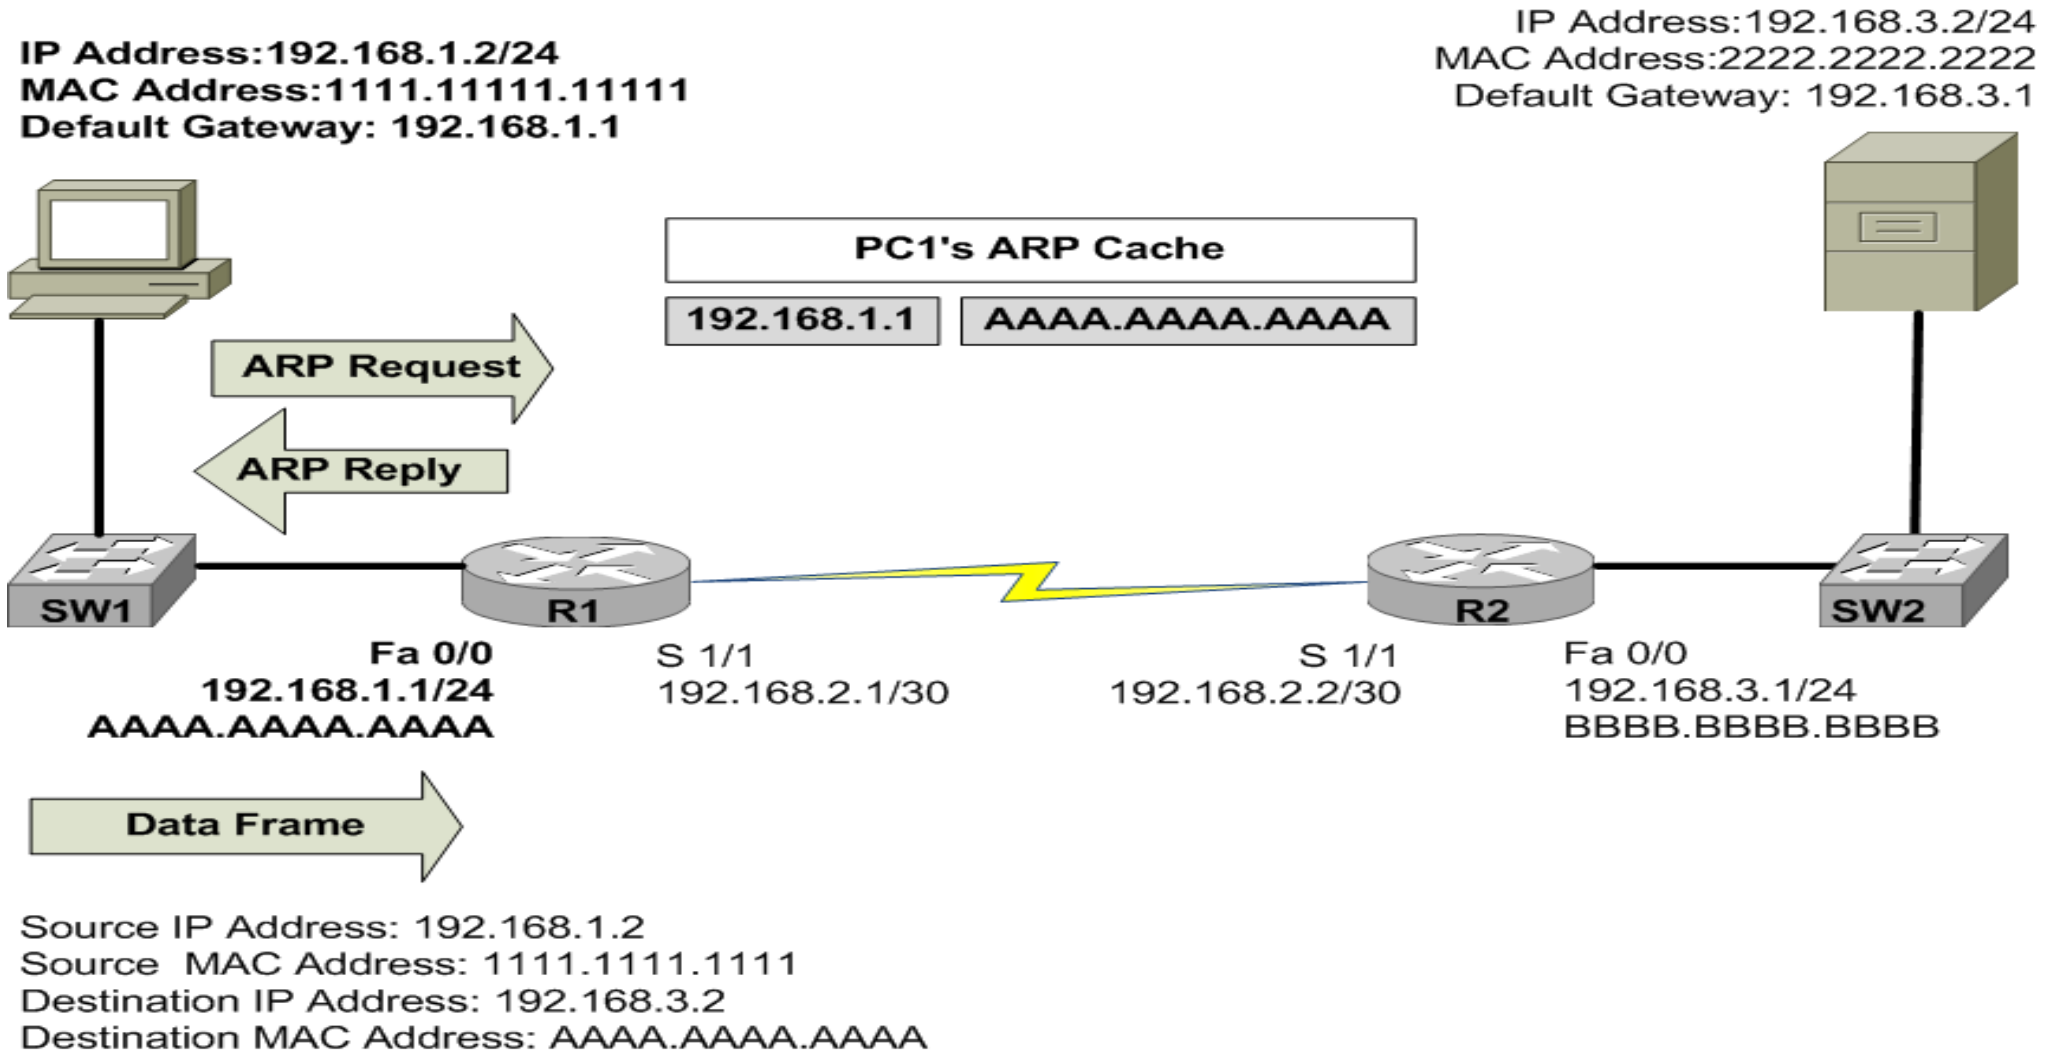 IP Address:192.168.1.2/24
MAC Address:1111.11111.11111
Default Gateway: 192.168.1.1
IP Address:192.168.3.2/24
MAC Address:2222.2222.2222
Default Gateway: 192.168.3.1
PC1's ARP Cache
192.168.1.1 AAAA.AAAA.AAAA
ARP Request
ARP Reply
SW1
R1
R2
SW2
Fa 0/0
192.168.1.1/24
AAAA.AAAA.AAAA
S 1/1
192.168.2.1/30
S 1/1
192.168.2.2/30
Fa 0/0
192.168.3.1/24
BBBB.BBBB.BBBB
Data Frame
Source IP Address: 192.168.1.2
Source  MAC Address: 1111.1111.1111
Destination IP Address: 192.168.3.2
Destination MAC Address: AAAA.AAAA.AAAA